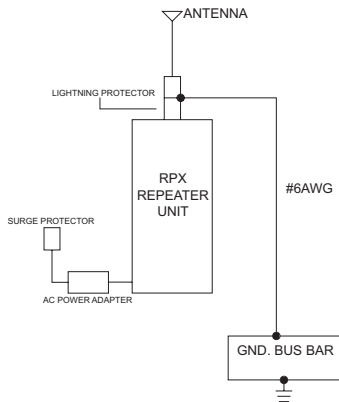 ANTENNA
LIGHTNING PROTECTOR
RPX
REPEATER
UNIT
#6AWG
SURGE PROTECTOR
AC POWER ADAPTER
GND. BUS BAR